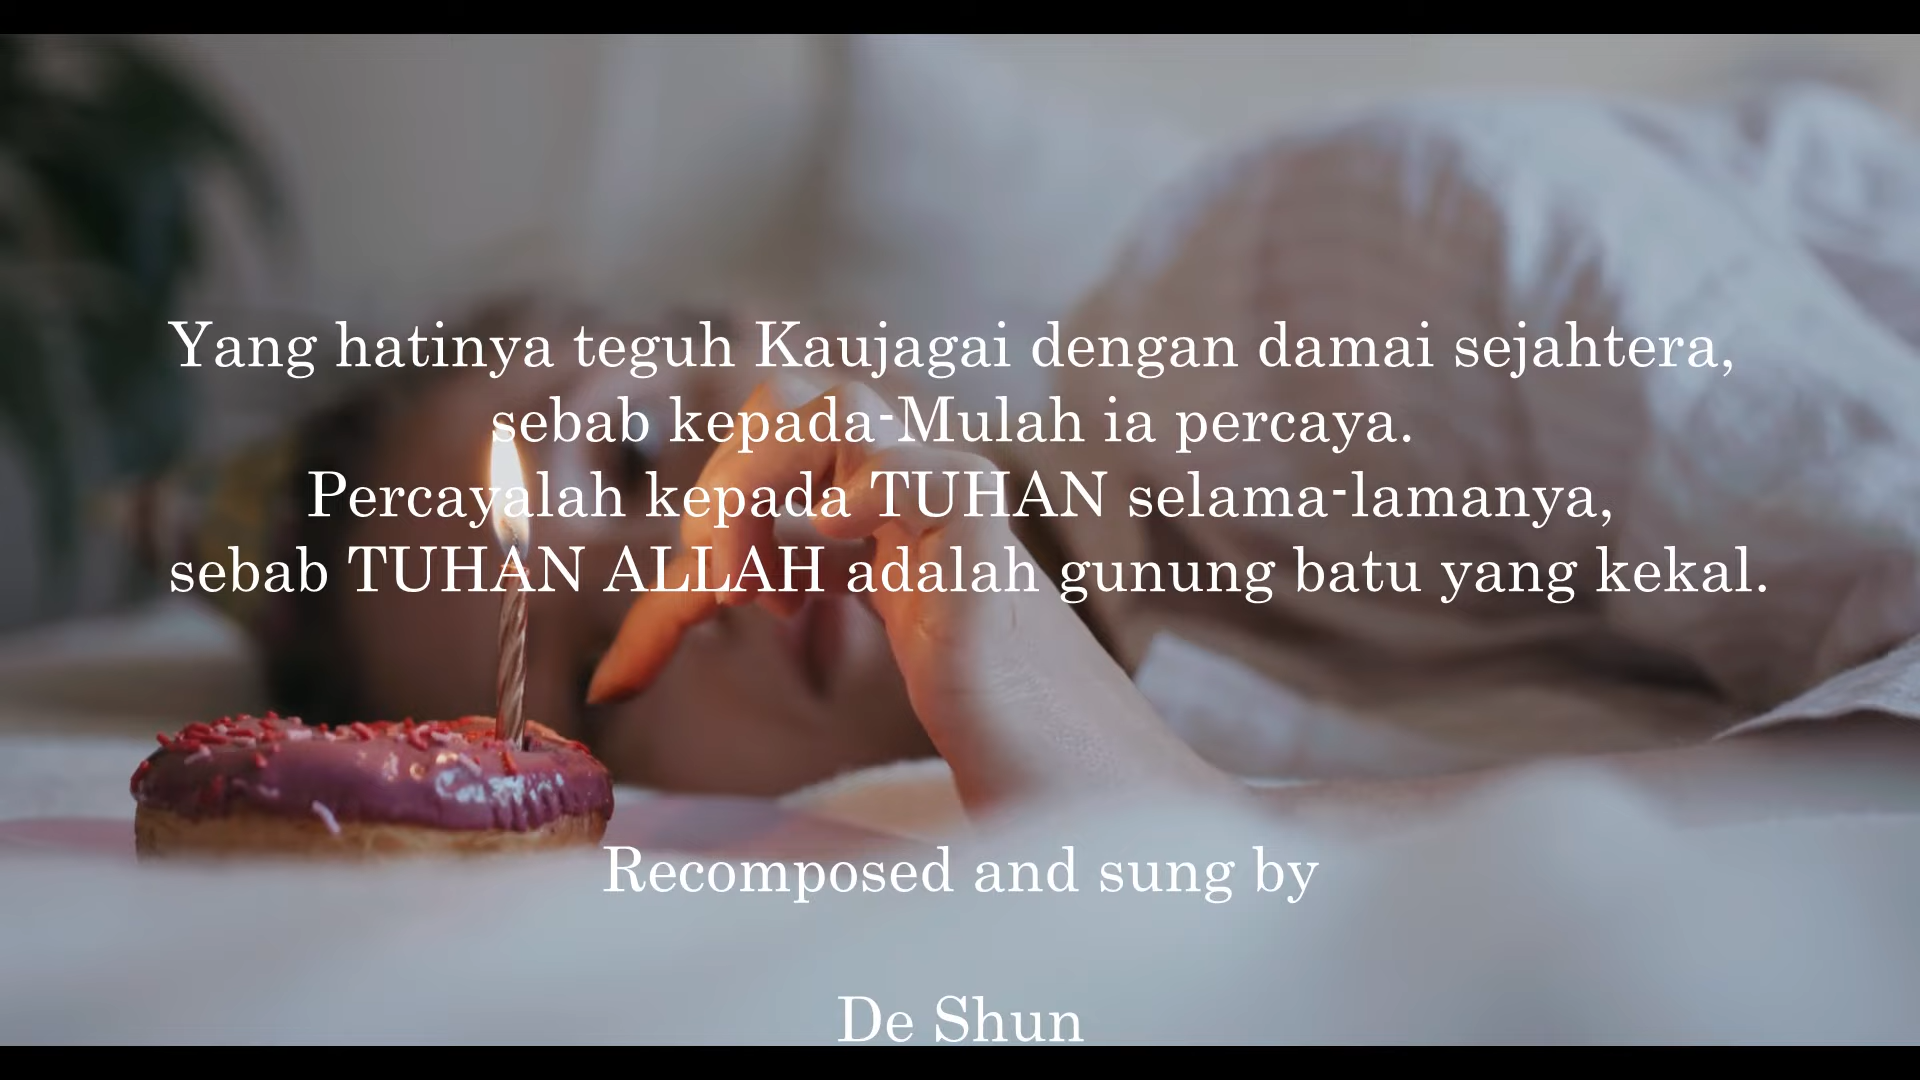 Yang hatinya teguh Kaujagai dengan damai sejahtera,
sebab kepada-Mulah ia percaya.
Percayalah kepada TUHAN selama-lamanya,
sebab TUHAN ALLAH adalah gunung batu yang kekal.
Recomposed and sung by
De Shun